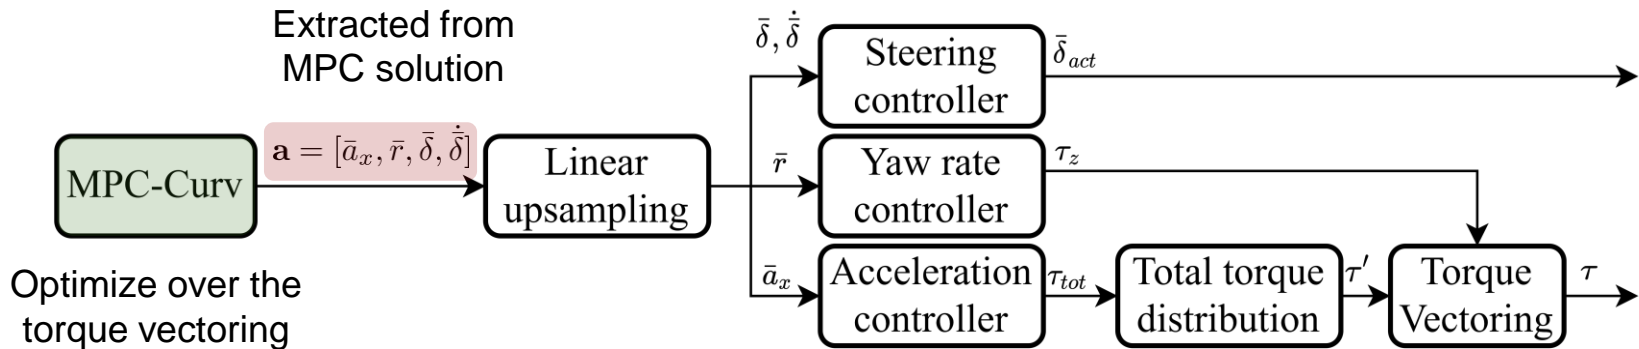 Extracted from
MPC solution
MPC-Curv
𝐚 = [ā_x, r̄, δ̄, δ̄̇]
Optimize over the
torque vectoring
Linear
upsampling
δ̄, δ̄̇
Steering
controller
δ̄_act
r̄
Yaw rate
controller
τ_z
ā_x
Acceleration
controller
τ_tot
Total torque
distribution
τ′
Torque
Vectoring
τ